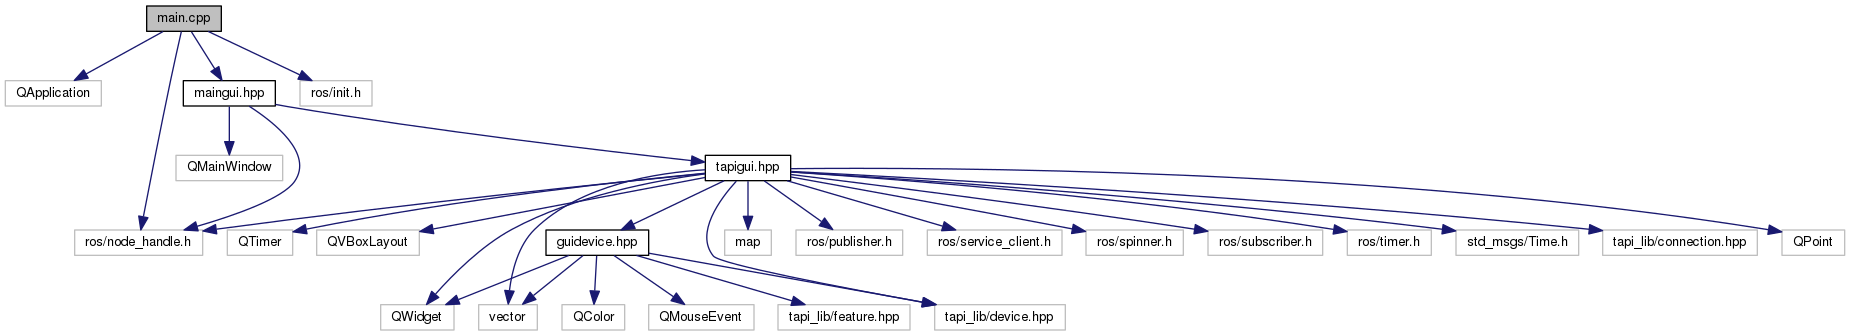 main.cpp
QApplication
maingui.hpp
ros/init.h
QMainWindow
tapigui.hpp
ros/node_handle.h
QTimer
QVBoxLayout
guidevice.hpp
map
ros/publisher.h
ros/service_client.h
ros/spinner.h
ros/subscriber.h
ros/timer.h
std_msgs/Time.h
tapi_lib/connection.hpp
QPoint
QWidget
vector
QColor
QMouseEvent
tapi_lib/feature.hpp
tapi_lib/device.hpp